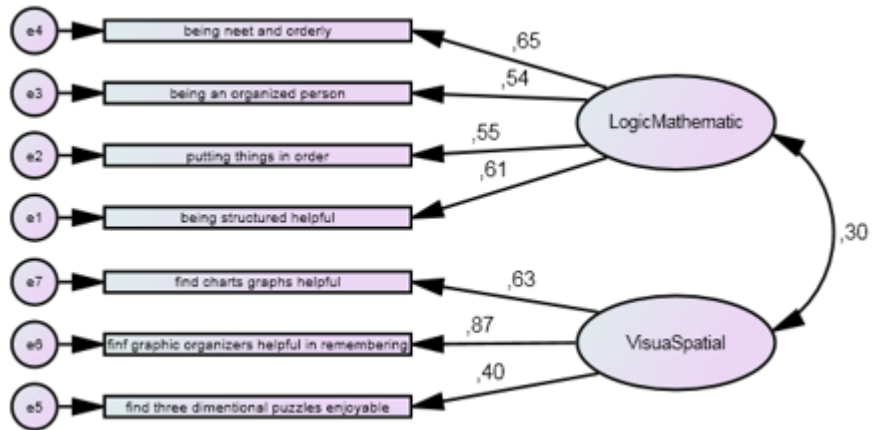 e4
being neet and orderly
,65
e3
being an organized person
,54
LogicMathematic
e2
putting things in order
,55
e1
being structured helpful
,61
,30
e7
find charts graphs helpful
,63
e6
finf graphic organizers helpful in remembering
,87
VisuaSpatial
e5
find three dimentional puzzles enjoyable
,40